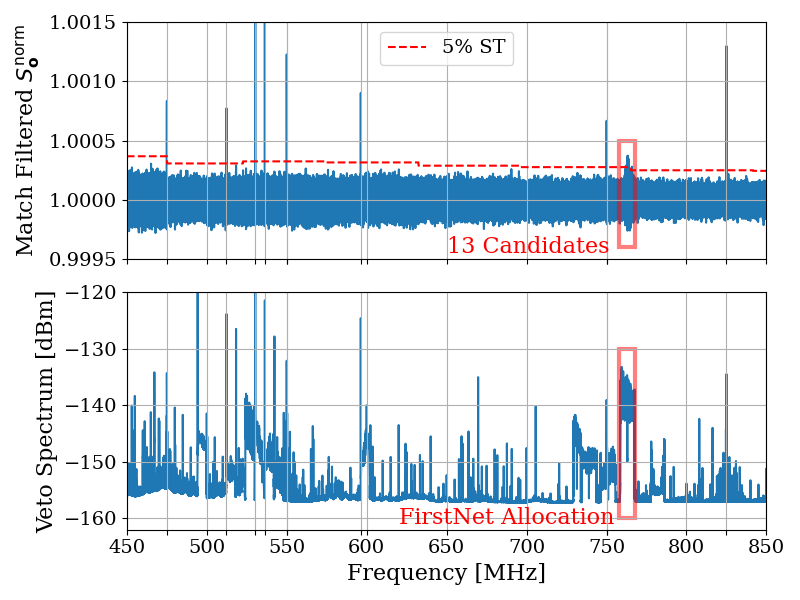 1.0015
1.0010
1.0005
1.0000
0.9995
Match Filtered S_o^norm
5% ST
13 Candidates
−120
−130
−140
−150
−160
Veto Spectrum [dBm]
FirstNet Allocation
450 500 550 600 650 700 750 800 850
Frequency [MHz]